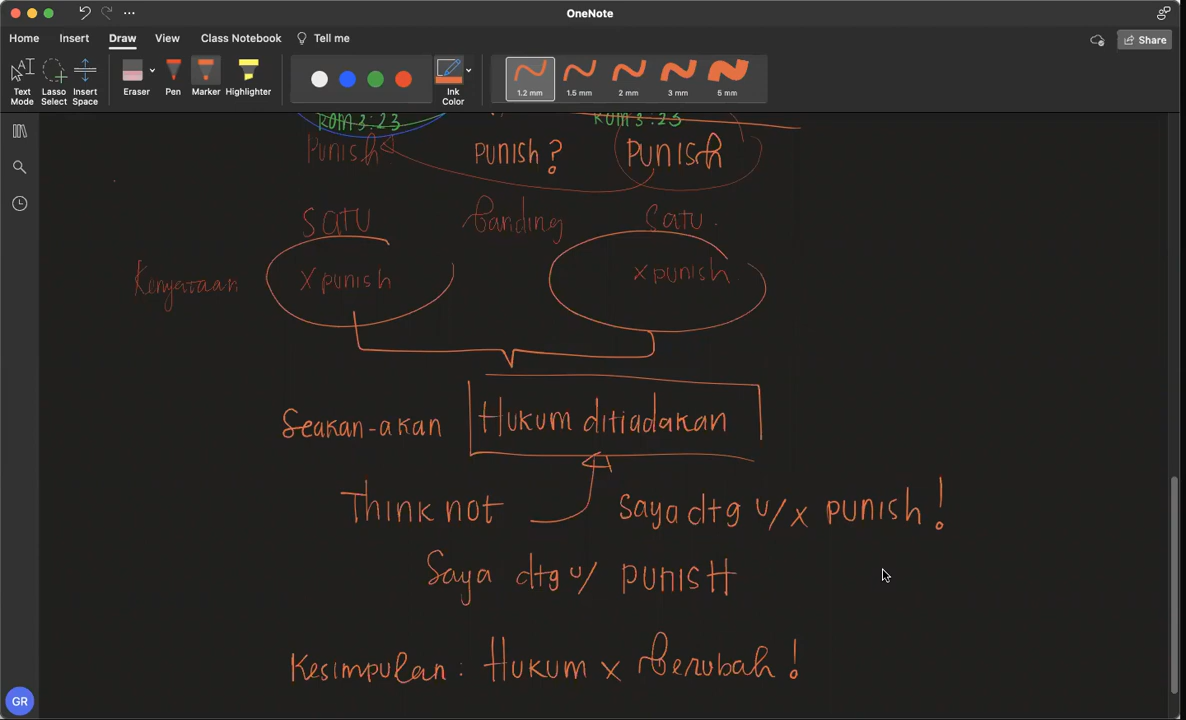 OneNote
Home Insert Draw View Class Notebook Tell me
Share
Text Mode
Lasso Select
Insert Space
Eraser
Pen
Marker
Highlighter
Ink Color
1.2 mm
1.5 mm
2 mm
3 mm
5 mm
Rom 3:23 Rom 3:23
Punish punish? punish
SATU banding Satu
Kenyataan x punish x punish
Seakan-akan Hukum ditiadakan
Think not Saya dtg u/ x punish!
Saya dtg u/ punisH
Kesimpulan: Hukum x berubah!
GR